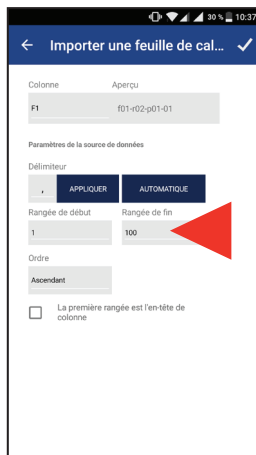 30 % 10:37
Importer une feuille de cal...
Colonne Aperçu
F1 f01-r02-p01-01
Paramètres de la source de données
Délimiteur
, APPLIQUER AUTOMATIQUE
Rangée de début Rangée de fin
1 100
Ordre
Ascendant
La première rangée est l'en-tête de
colonne